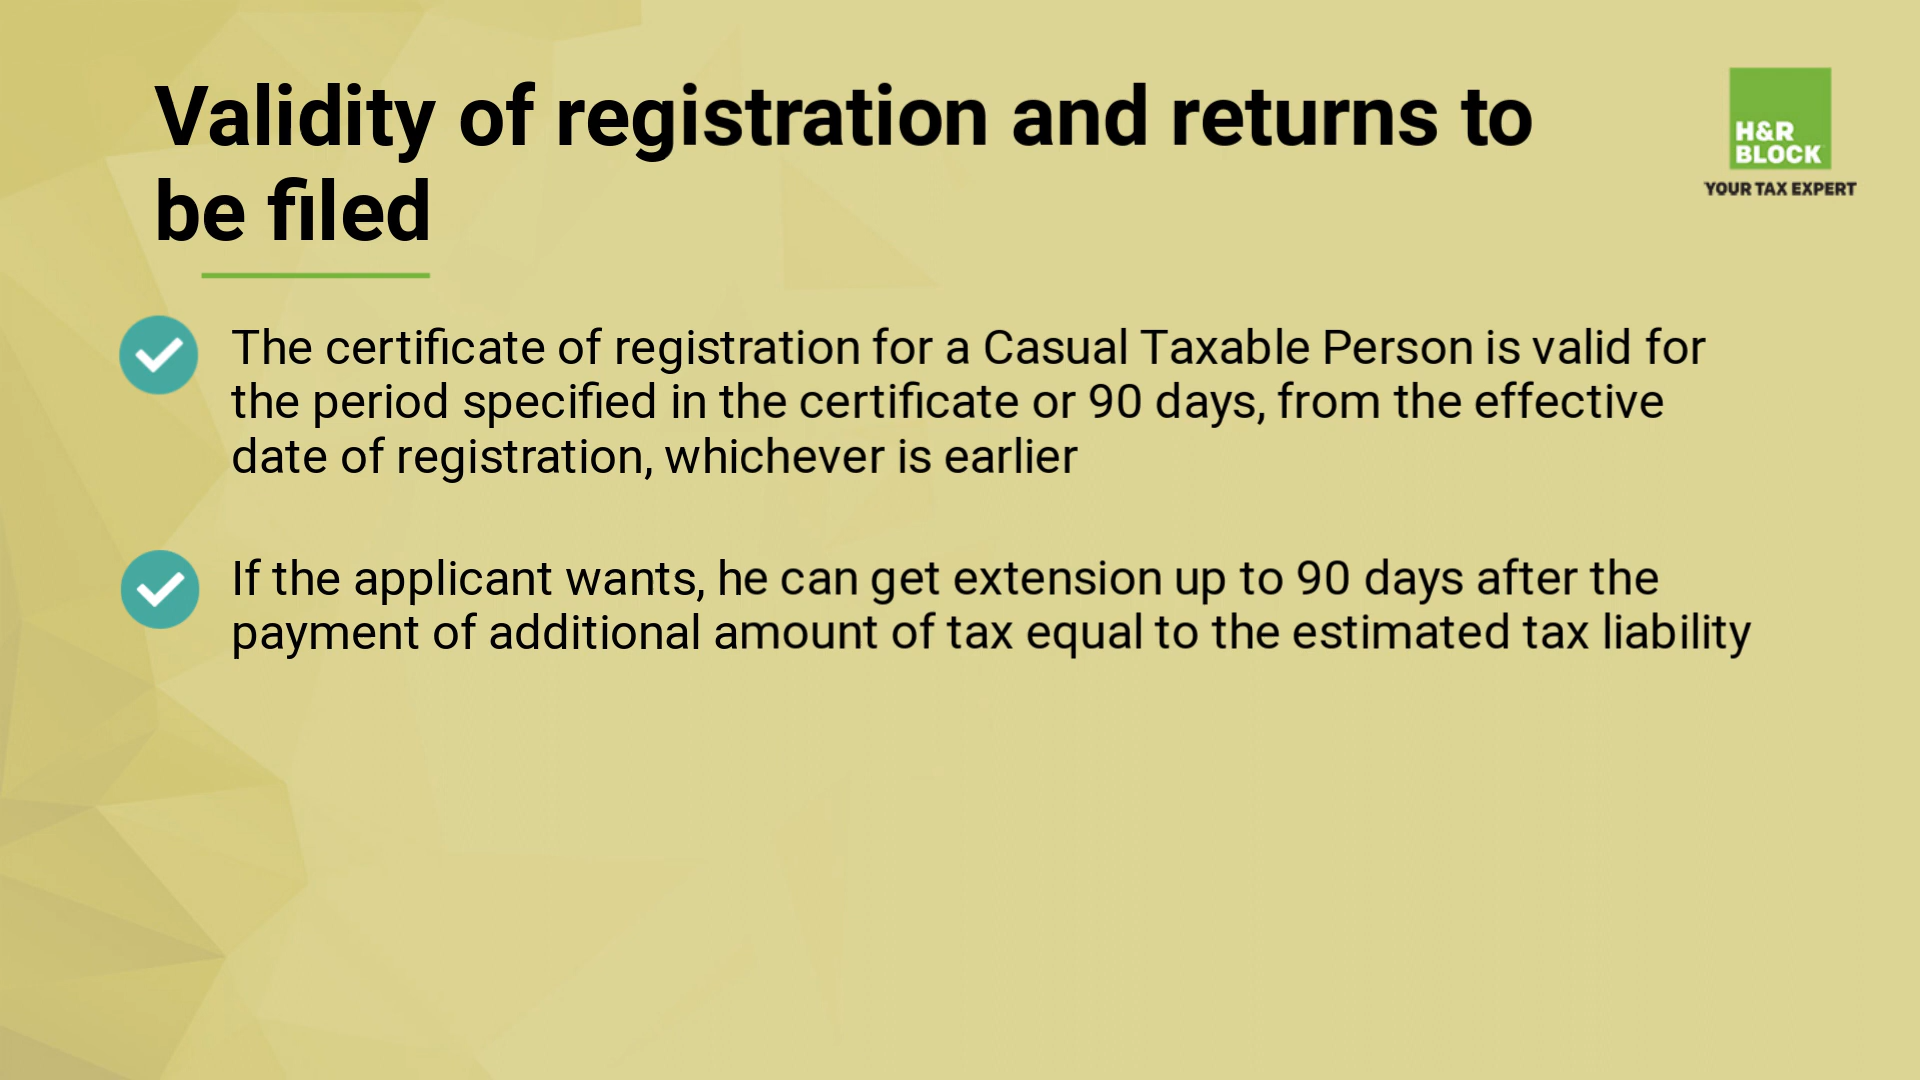 Validity of registration and returns to
be filed
H&R
BLOCK
YOUR TAX EXPERT
The certificate of registration for a Casual Taxable Person is valid for
the period specified in the certificate or 90 days, from the effective
date of registration, whichever is earlier
If the applicant wants, he can get extension up to 90 days after the
payment of additional amount of tax equal to the estimated tax liability